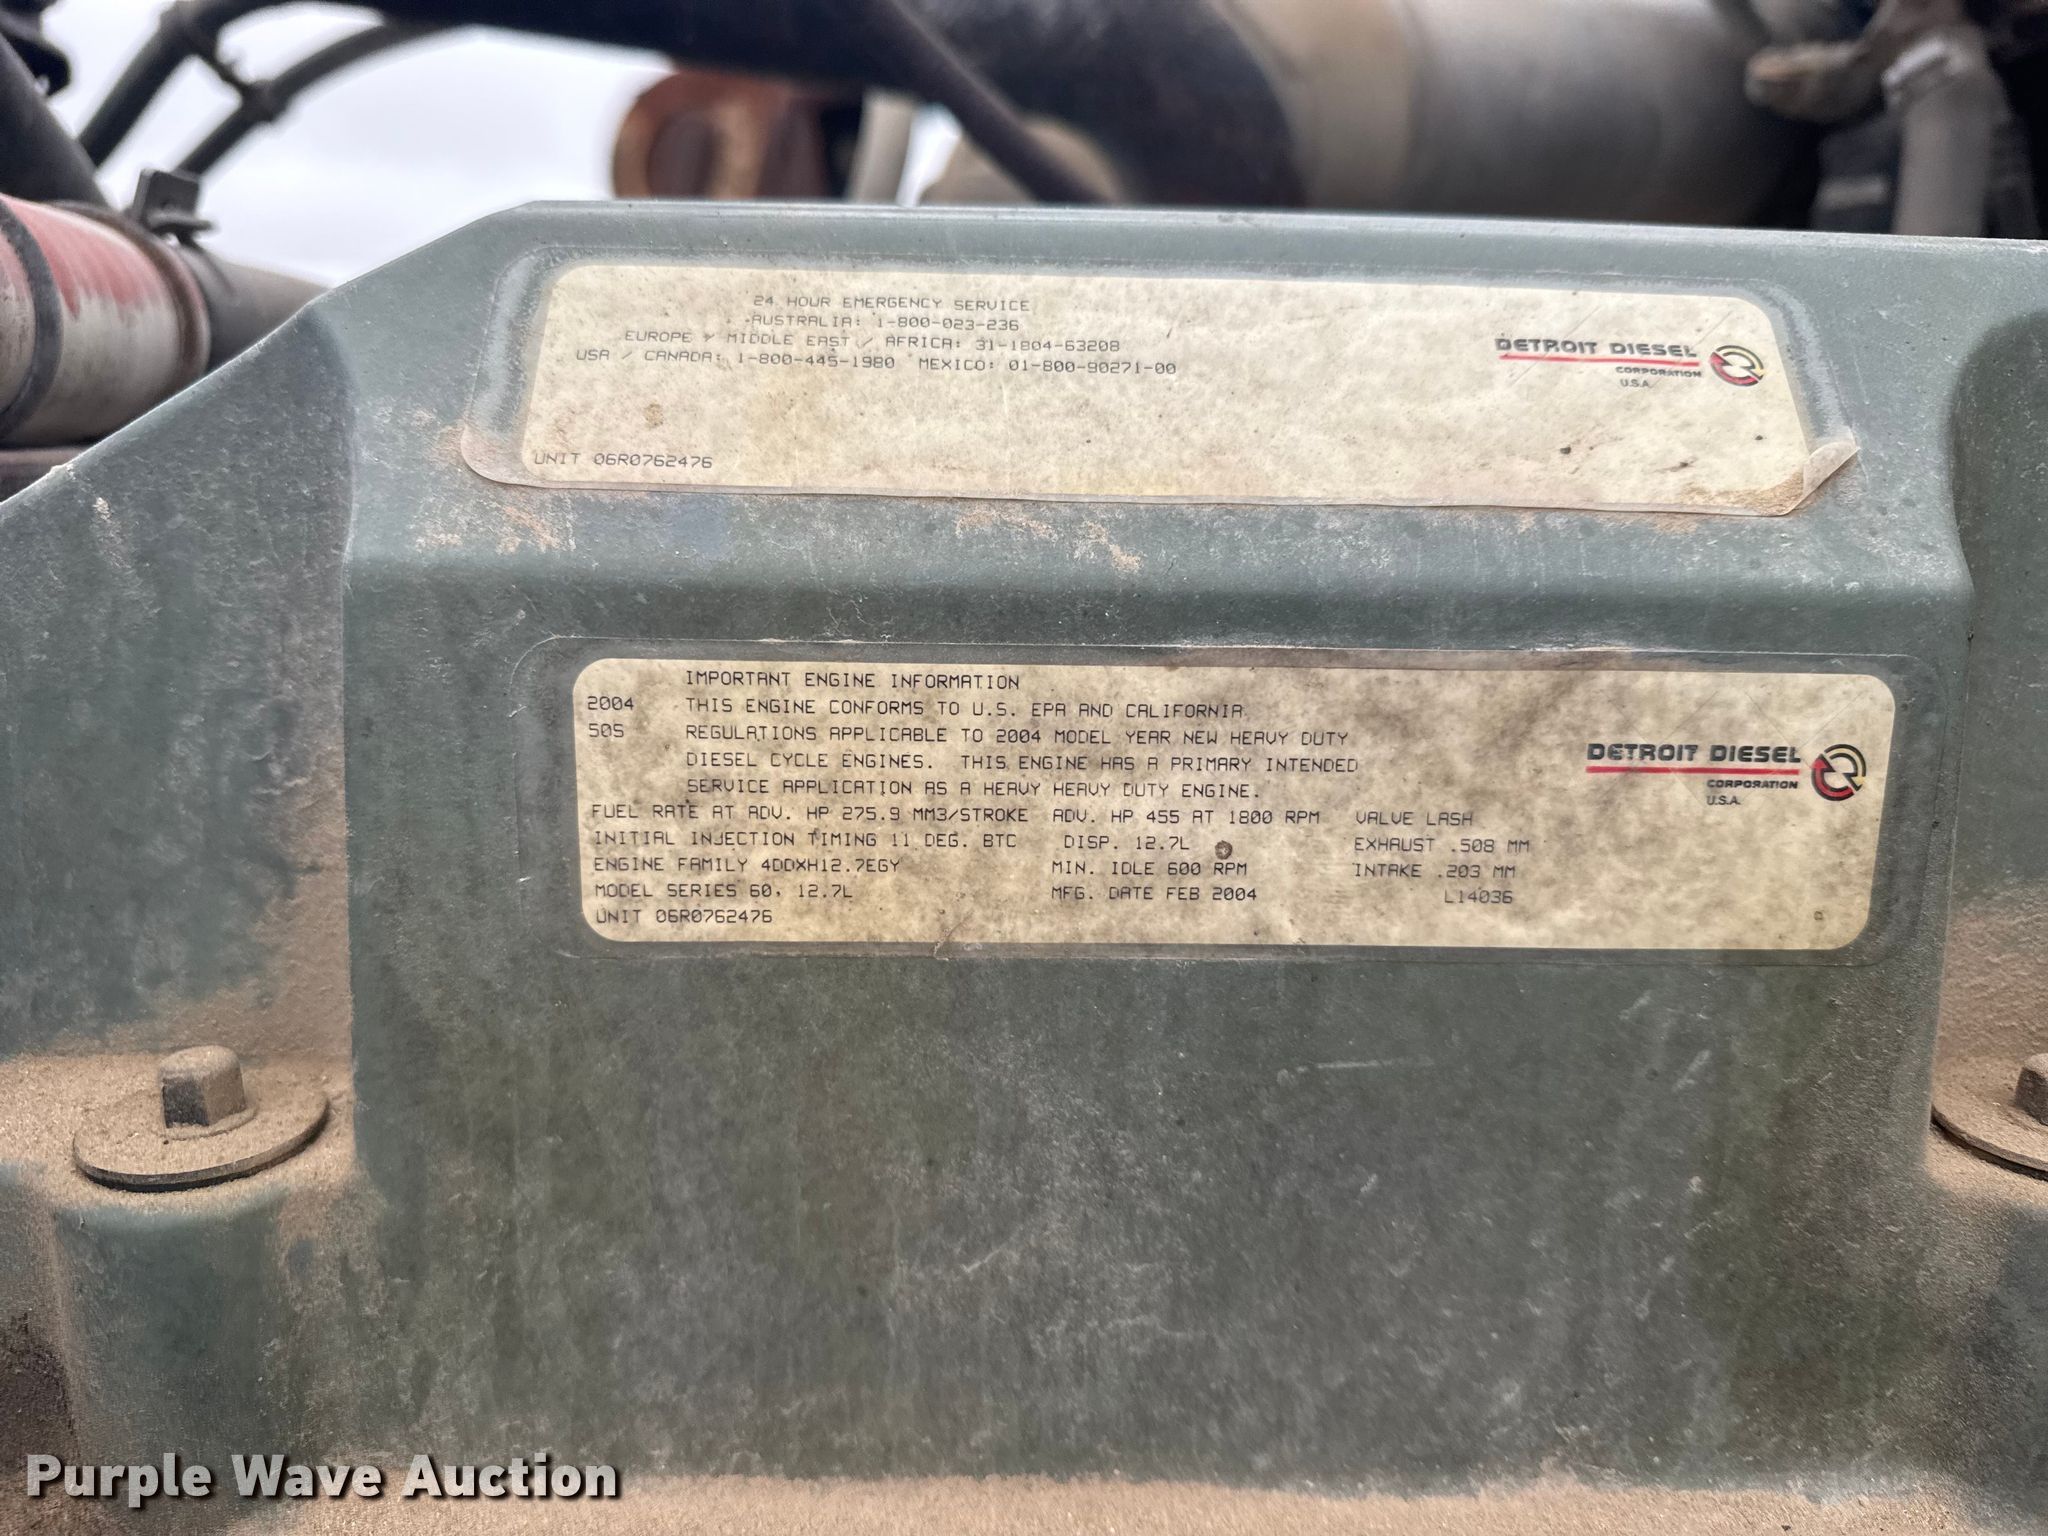 24 HOUR EMERGENCY SERVICE
AUSTRALIA: 1-800-023-236
EUROPE / MIDDLE EAST / AFRICA: 31-1804-63208
USA / CANADA: 1-800-445-1980 MEXICO: 01-800-90271-00
DETROIT DIESEL
CORPORATION
U.S.A.
UNIT 06R0762476
IMPORTANT ENGINE INFORMATION
2004 THIS ENGINE CONFORMS TO U.S. EPA AND CALIFORNIA
505 REGULATIONS APPLICABLE TO 2004 MODEL YEAR NEW HEAVY DUTY
DIESEL CYCLE ENGINES. THIS ENGINE HAS A PRIMARY INTENDED
SERVICE APPLICATION AS A HEAVY HEAVY DUTY ENGINE.
DETROIT DIESEL
CORPORATION
U.S.A.
FUEL RATE AT ADV. HP 275.9 MM3/STROKE ADV. HP 455 AT 1800 RPM VALVE LASH
INITIAL INJECTION TIMING 11 DEG. BTC DISP. 12.7L EXHAUST .508 MM
ENGINE FAMILY 4DDXH12.7EGY MIN. IDLE 600 RPM INTAKE .203 MM
MODEL SERIES 60, 12.7L MFG. DATE FEB 2004 L14036
UNIT 06R0762476
Purple Wave Auction